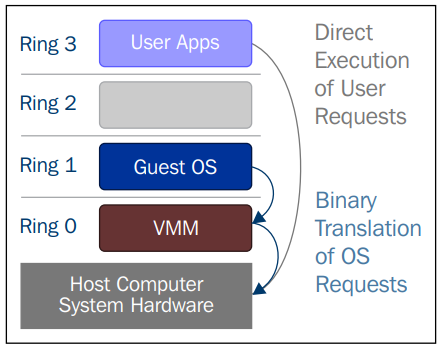 Ring 3
User Apps
Direct
Execution
of User
Requests
Ring 2
Ring 1
Guest OS
Ring 0
VMM
Binary
Translation
of OS
Requests
Host Computer
System Hardware